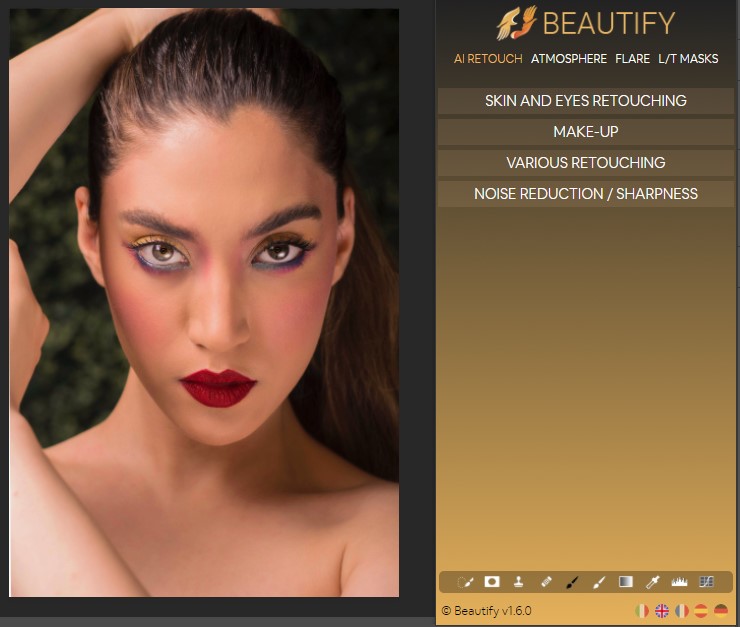 BEAUTIFY
AI RETOUCH ATMOSPHERE FLARE L/T MASKS
SKIN AND EYES RETOUCHING
MAKE-UP
VARIOUS RETOUCHING
NOISE REDUCTION / SHARPNESS
© Beautify v1.6.0